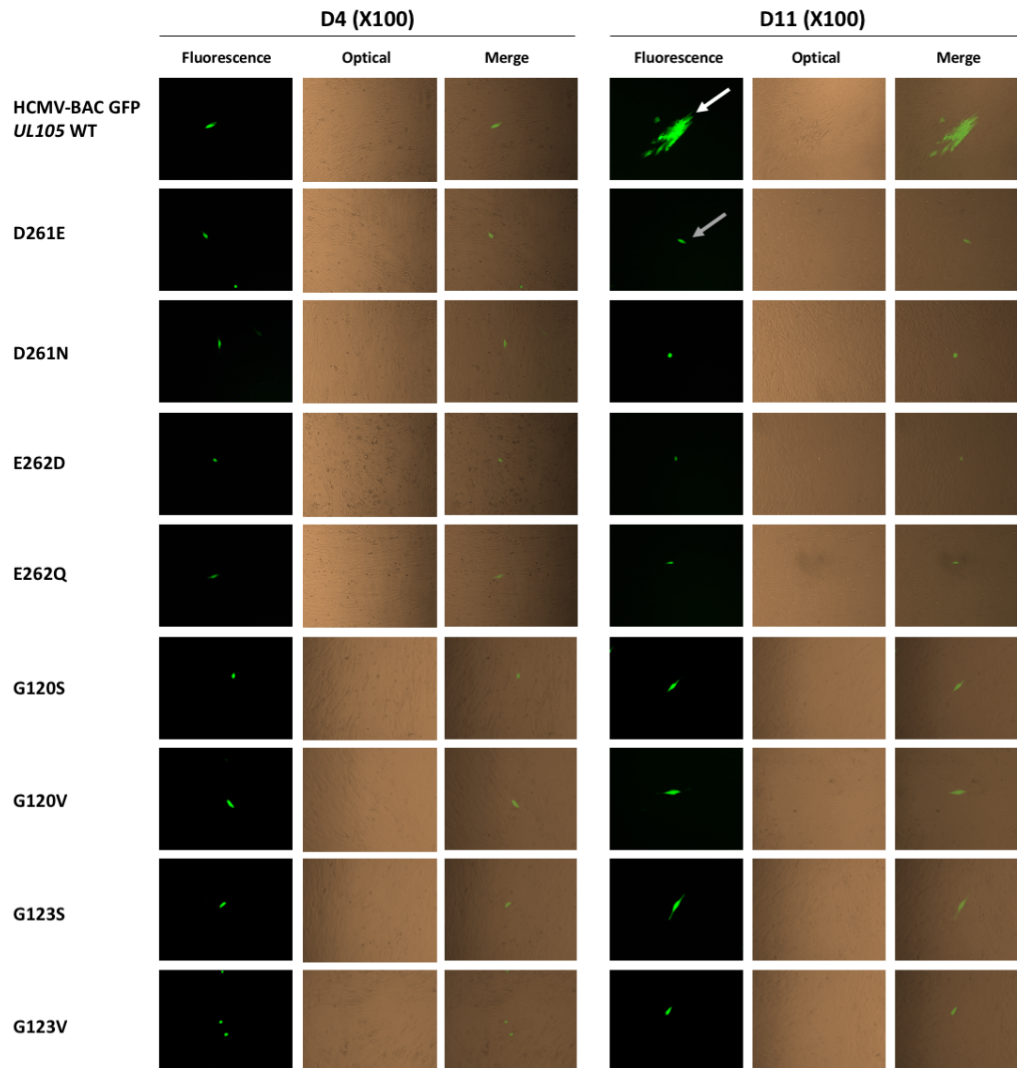 D4 (X100) D11 (X100)
Fluorescence Optical Merge Fluorescence Optical Merge
HCMV-BAC GFP
UL105 WT
D261E
D261N
E262D
E262Q
G120S
G120V
G123S
G123V